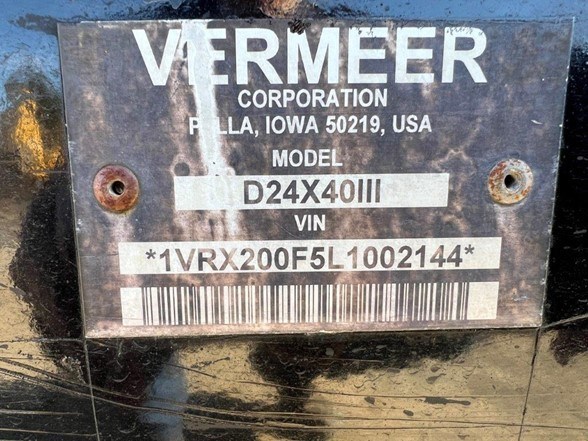 VERMEER
CORPORATION
PELLA, IOWA 50219, USA
MODEL
D24X40III
VIN
*1VRX200F5L1002144*